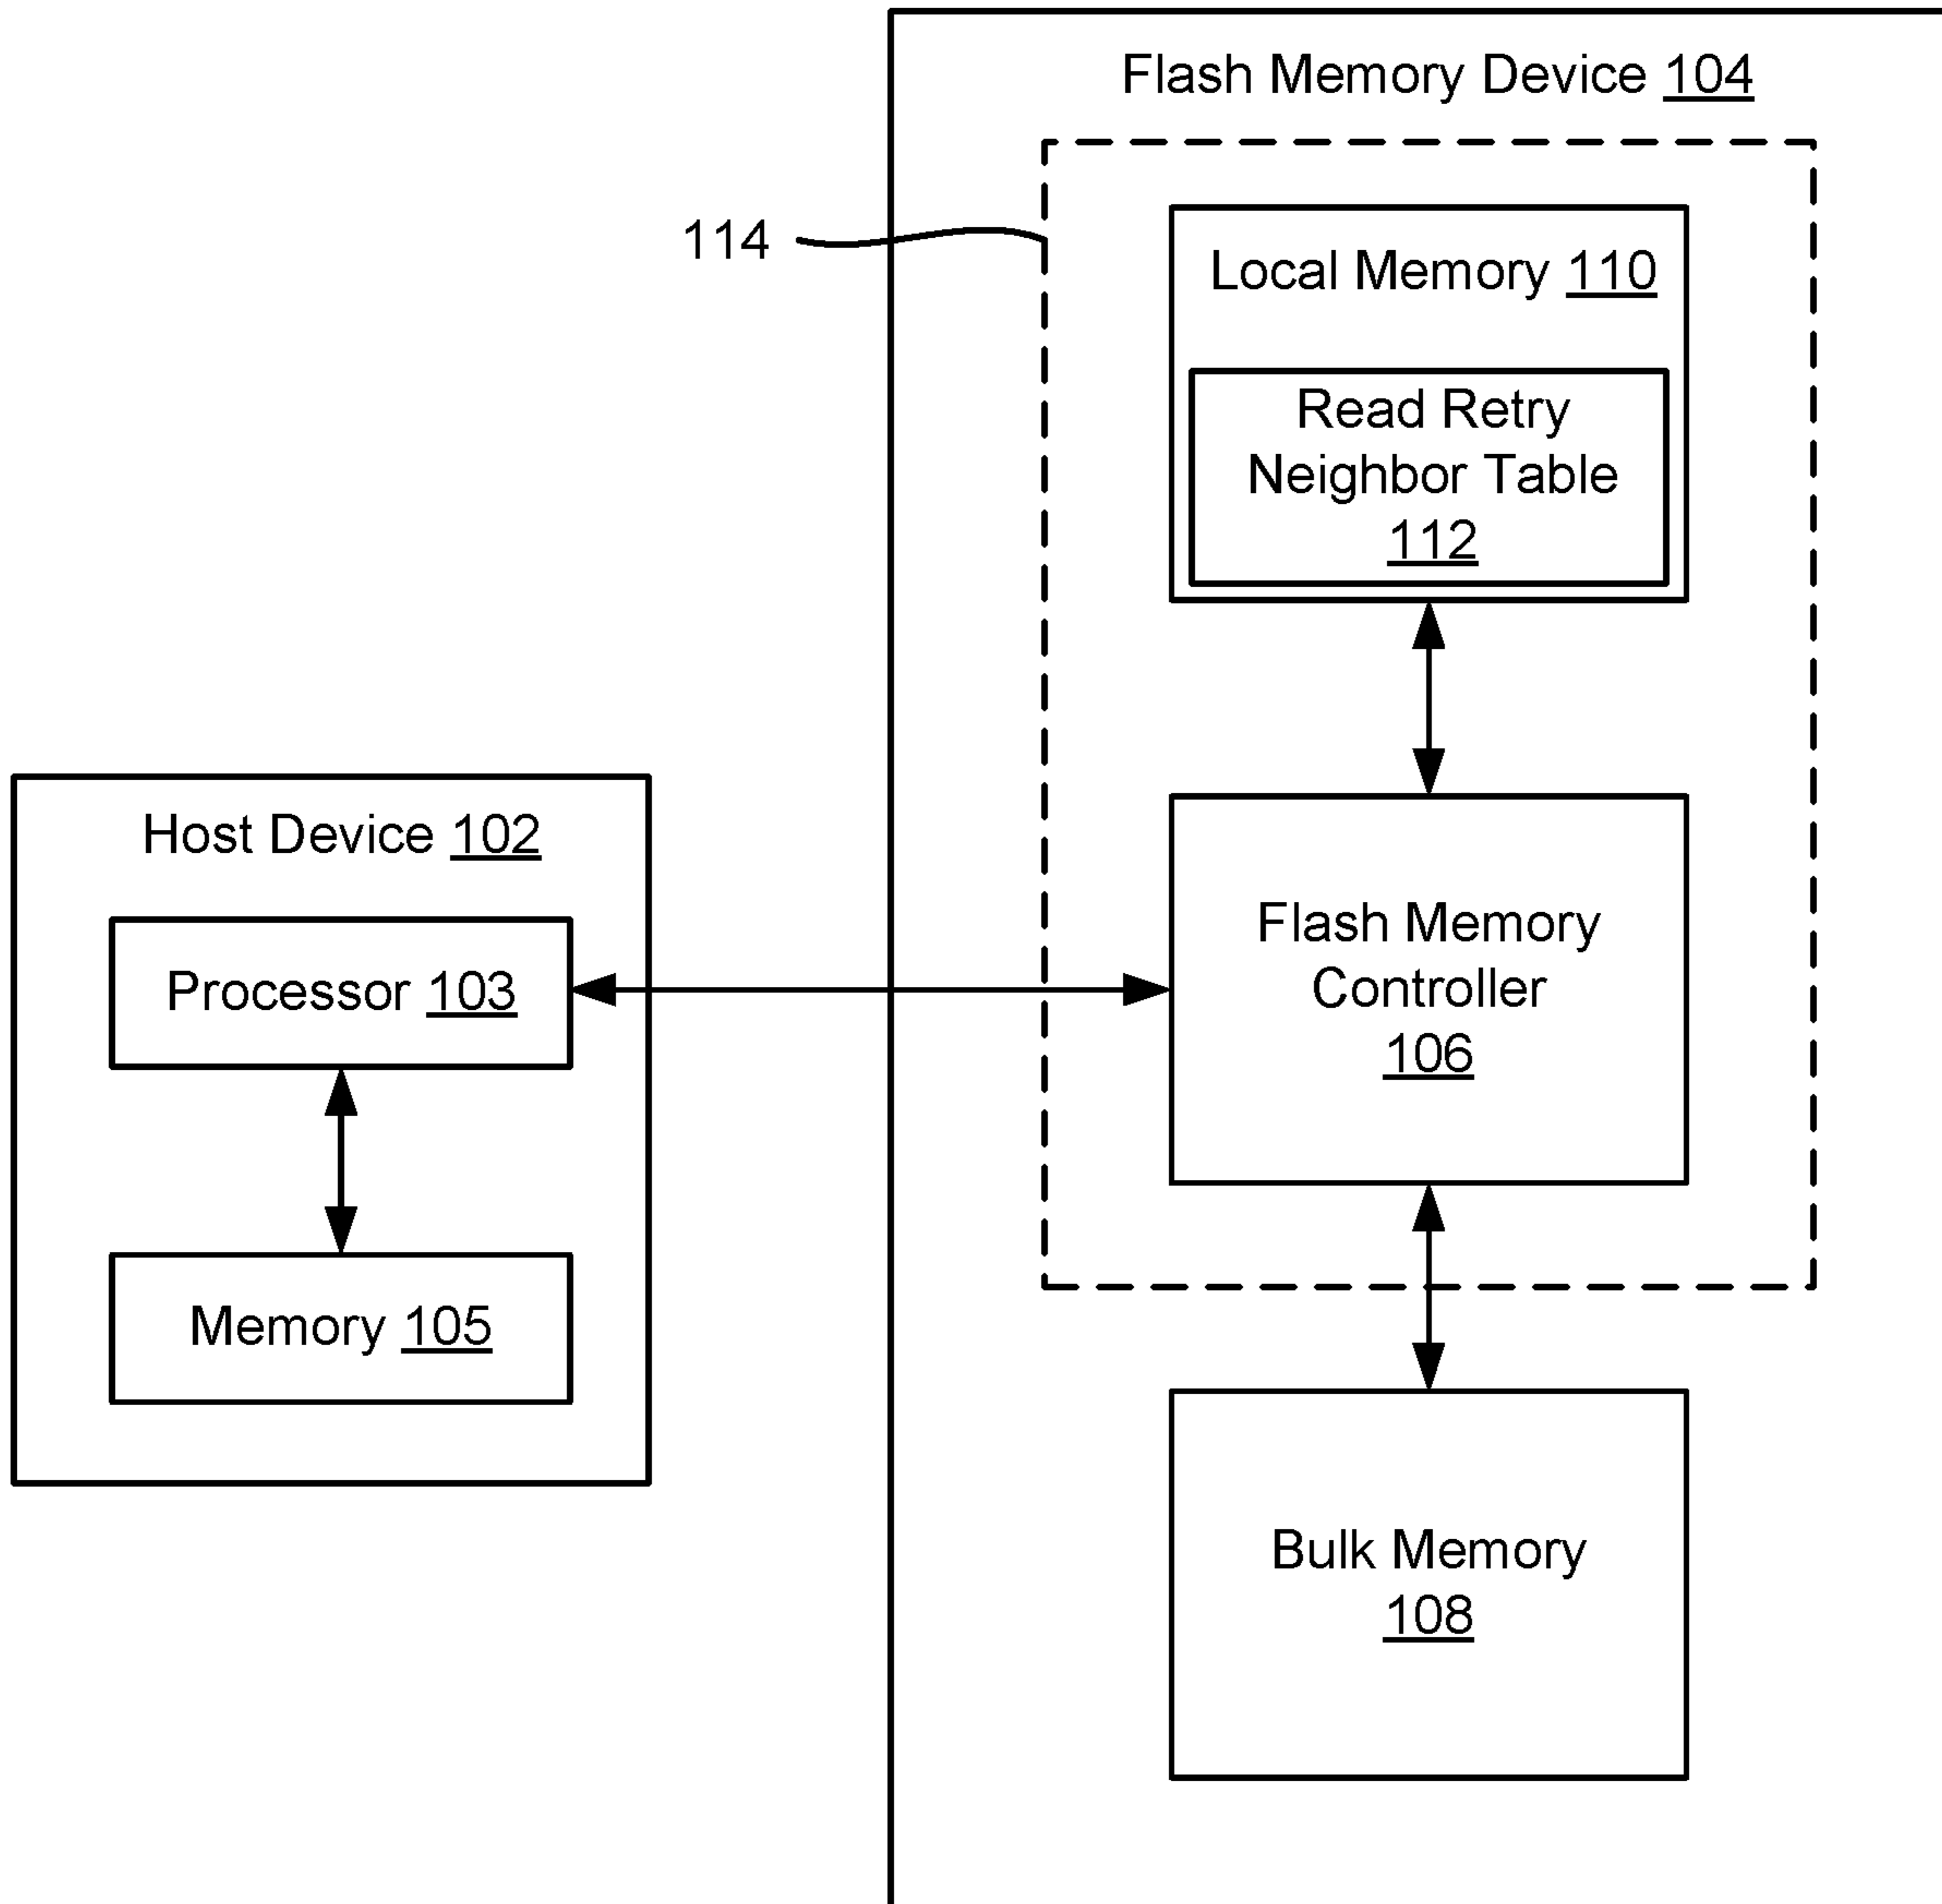 Flash Memory Device 104
114
Local Memory 110
Read Retry
Neighbor Table
112
Host Device 102
Processor 103
Memory 105
Flash Memory
Controller
106
Bulk Memory
108